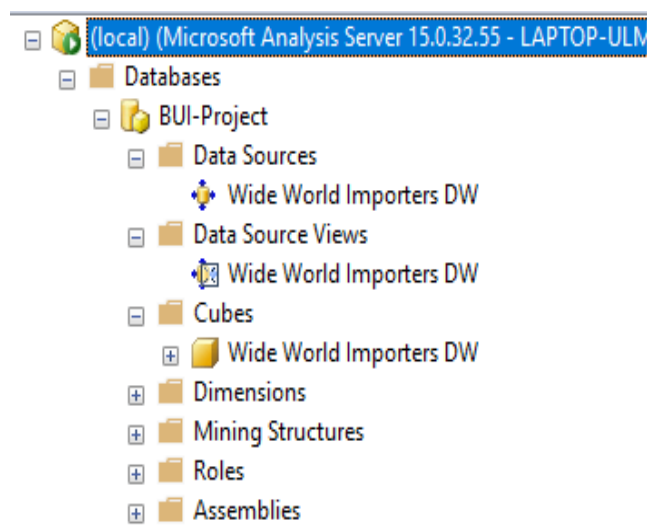 (local) (Microsoft Analysis Server 15.0.32.55 - LAPTOP-ULM
Databases
BUI-Project
Data Sources
Wide World Importers DW
Data Source Views
Wide World Importers DW
Cubes
Wide World Importers DW
Dimensions
Mining Structures
Roles
Assemblies